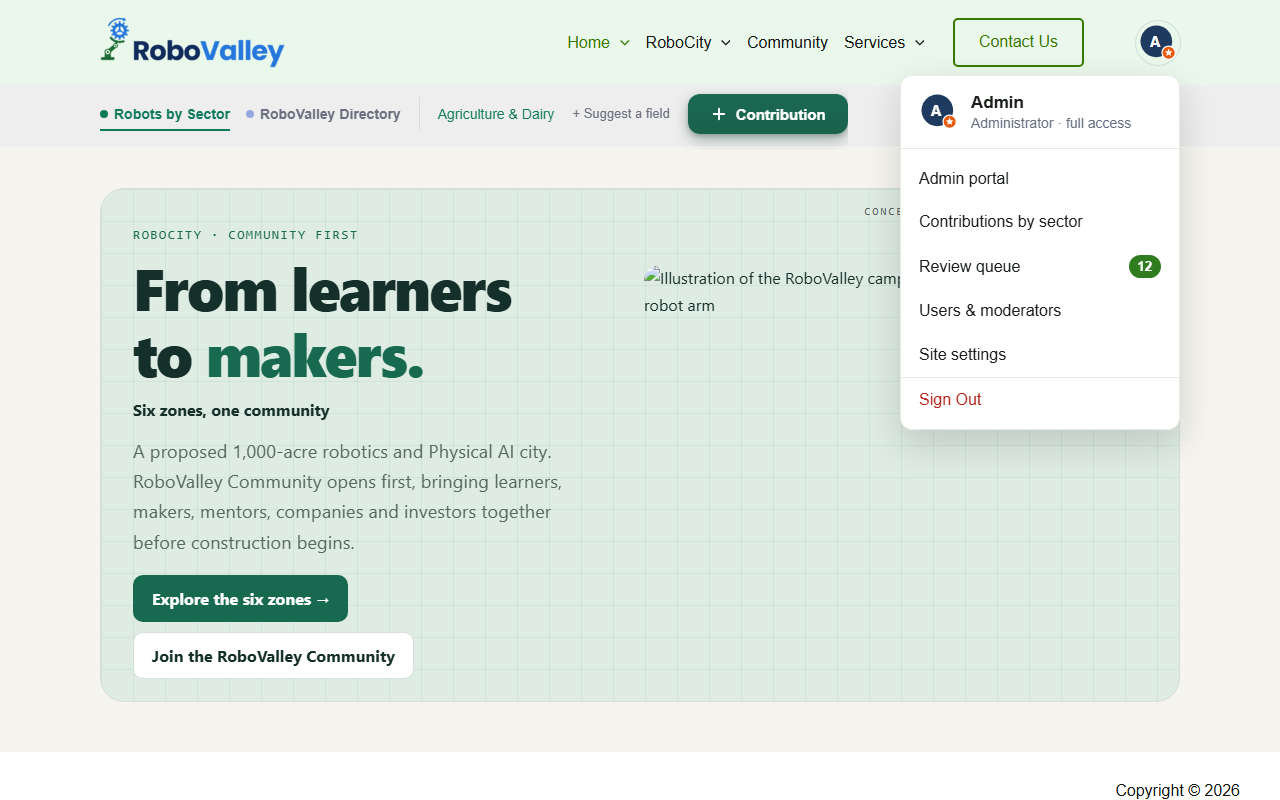 RoboValley
Home
RoboCity
Community
Services
Contact Us
A
Robots by Sector
RoboValley Directory
Agriculture & Dairy
+ Suggest a field
+ Contribution
A
Admin
Administrator · full access
Admin portal
Contributions by sector
Review queue
12
Users & moderators
Site settings
Sign Out
ROBOCITY · COMMUNITY FIRST
From learners
to makers.
Six zones, one community
A proposed 1,000-acre robotics and Physical AI city.
RoboValley Community opens first, bringing learners,
makers, mentors, companies and investors together
before construction begins.
Explore the six zones →
Join the RoboValley Community
Illustration of the RoboValley
robot arm
Copyright © 2026